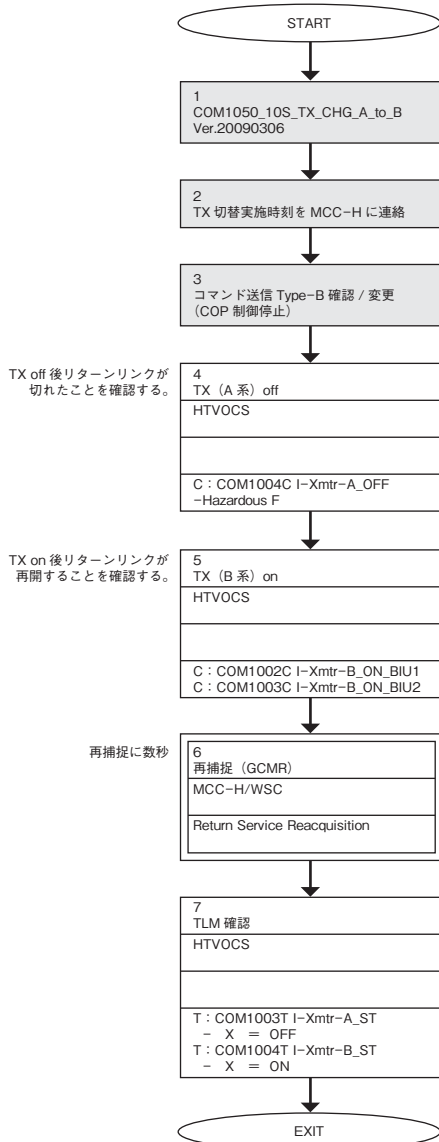 START
1
COM1050_10S_TX_CHG_A_to_B
Ver.20090306
2
TX 切替実施時刻を MCC-H に連絡
3
コマンド送信 Type-B 確認 / 変更
（COP 制御停止）
TX off 後リターンリンクが
切れたことを確認する。
4
TX（A 系）off
HTVOCS
C：COM1004C I-Xmtr-A_OFF
-Hazardous F
TX on 後リターンリンクが
再開することを確認する。
5
TX（B 系）on
HTVOCS
C：COM1002C I-Xmtr-B_ON_BIU1
C：COM1003C I-Xmtr-B_ON_BIU2
再捕捉に数秒
6
再捕捉（GCMR）
MCC-H/WSC
Return Service Reacquisition
7
TLM 確認
HTVOCS
T：COM1003T I-Xmtr-A_ST
- X = OFF
T：COM1004T I-Xmtr-B_ST
- X = ON
EXIT